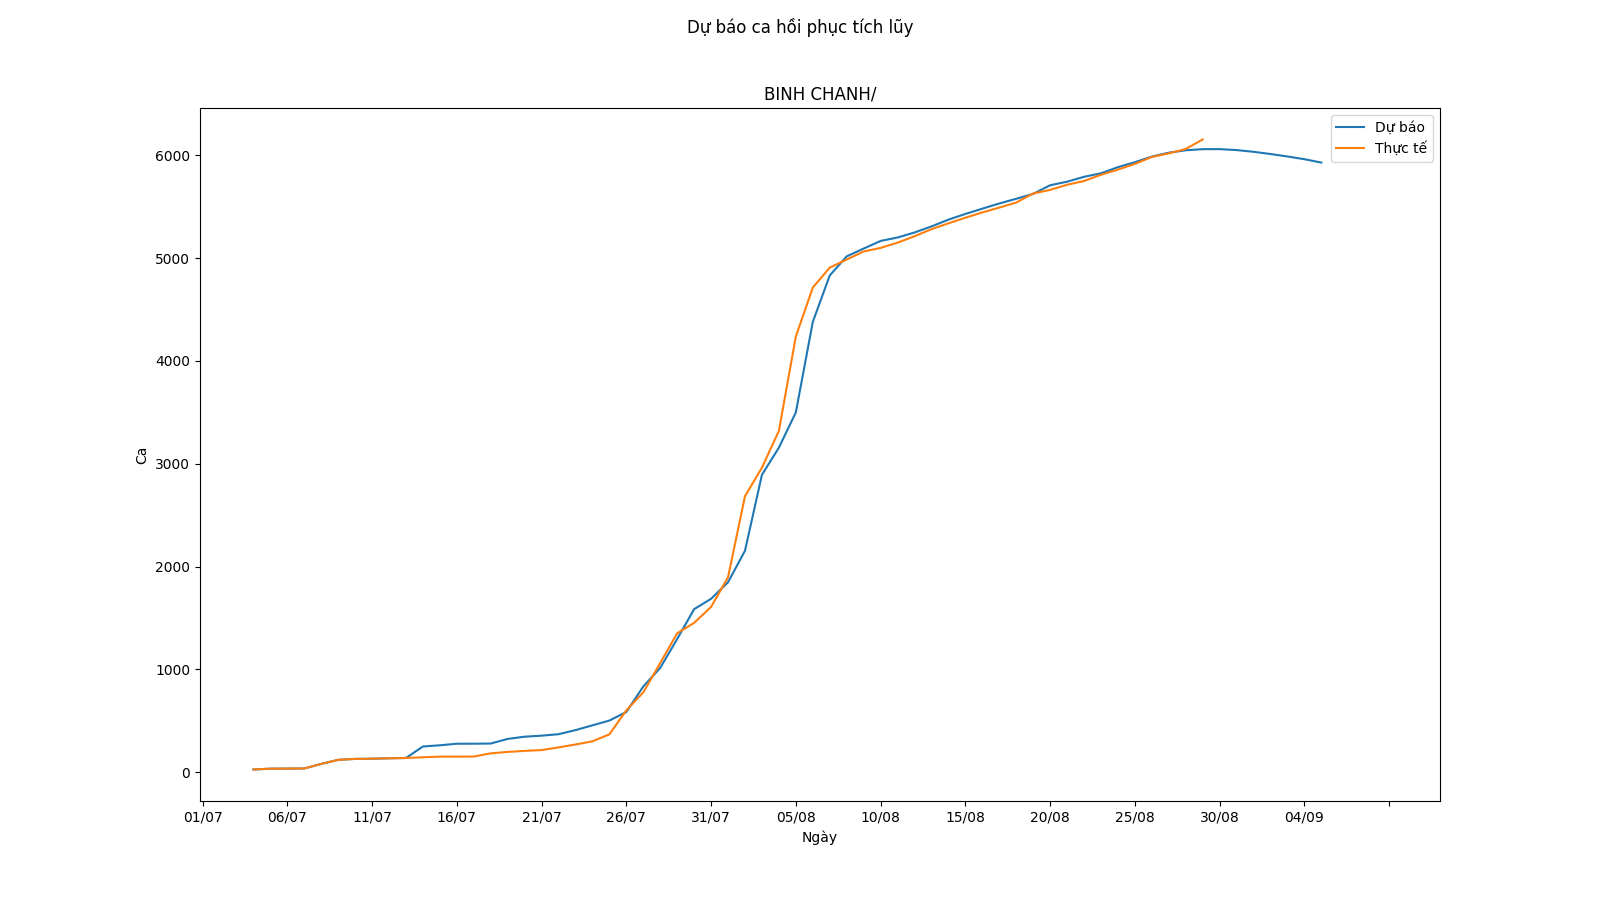 Dự báo ca hồi phục tích lũy
BINH CHANH/
Dự báo
Thực tế
6000
5000
4000
3000
2000
1000
0
Ca
01/07 06/07 11/07 16/07 21/07 26/07 31/07 05/08 10/08 15/08 20/08 25/08 30/08 04/09
Ngày